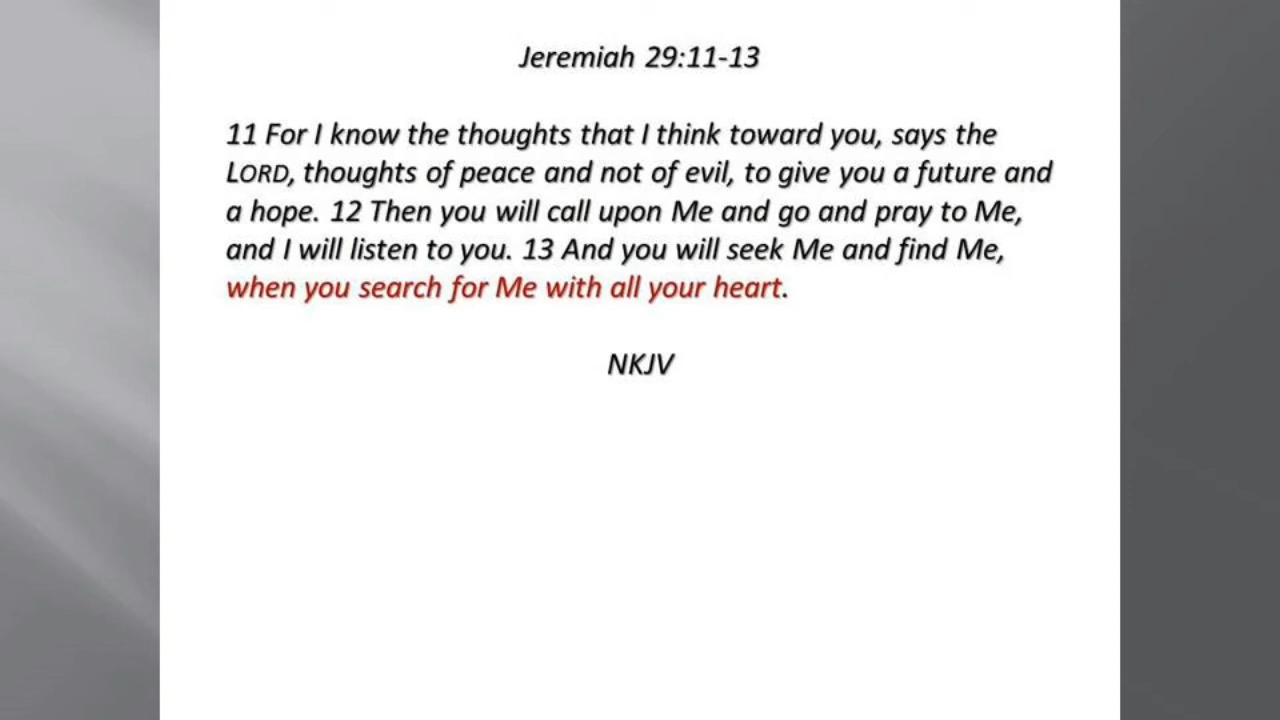 Jeremiah 29:11-13
11 For I know the thoughts that I think toward you, says the
LORD, thoughts of peace and not of evil, to give you a future and
a hope. 12 Then you will call upon Me and go and pray to Me,
and I will listen to you. 13 And you will seek Me and find Me,
when you search for Me with all your heart.
NKJV